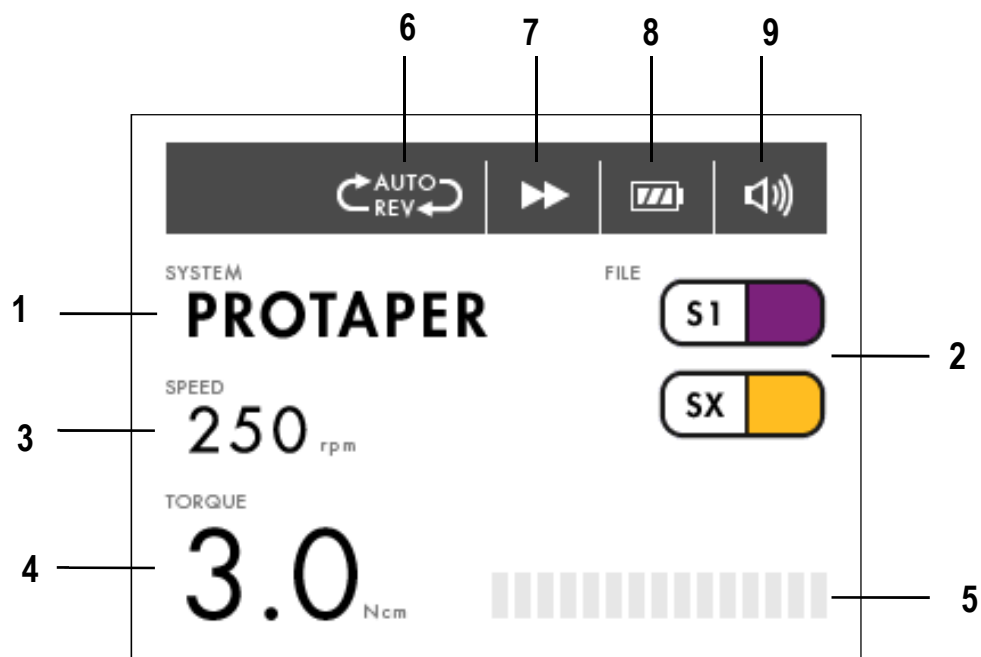 6 7 8 9
AUTO
REV
SYSTEM FILE
1 PROTAPER S1
2
SPEED SX
3 250 rpm
TORQUE
4 3.0 Ncm
5